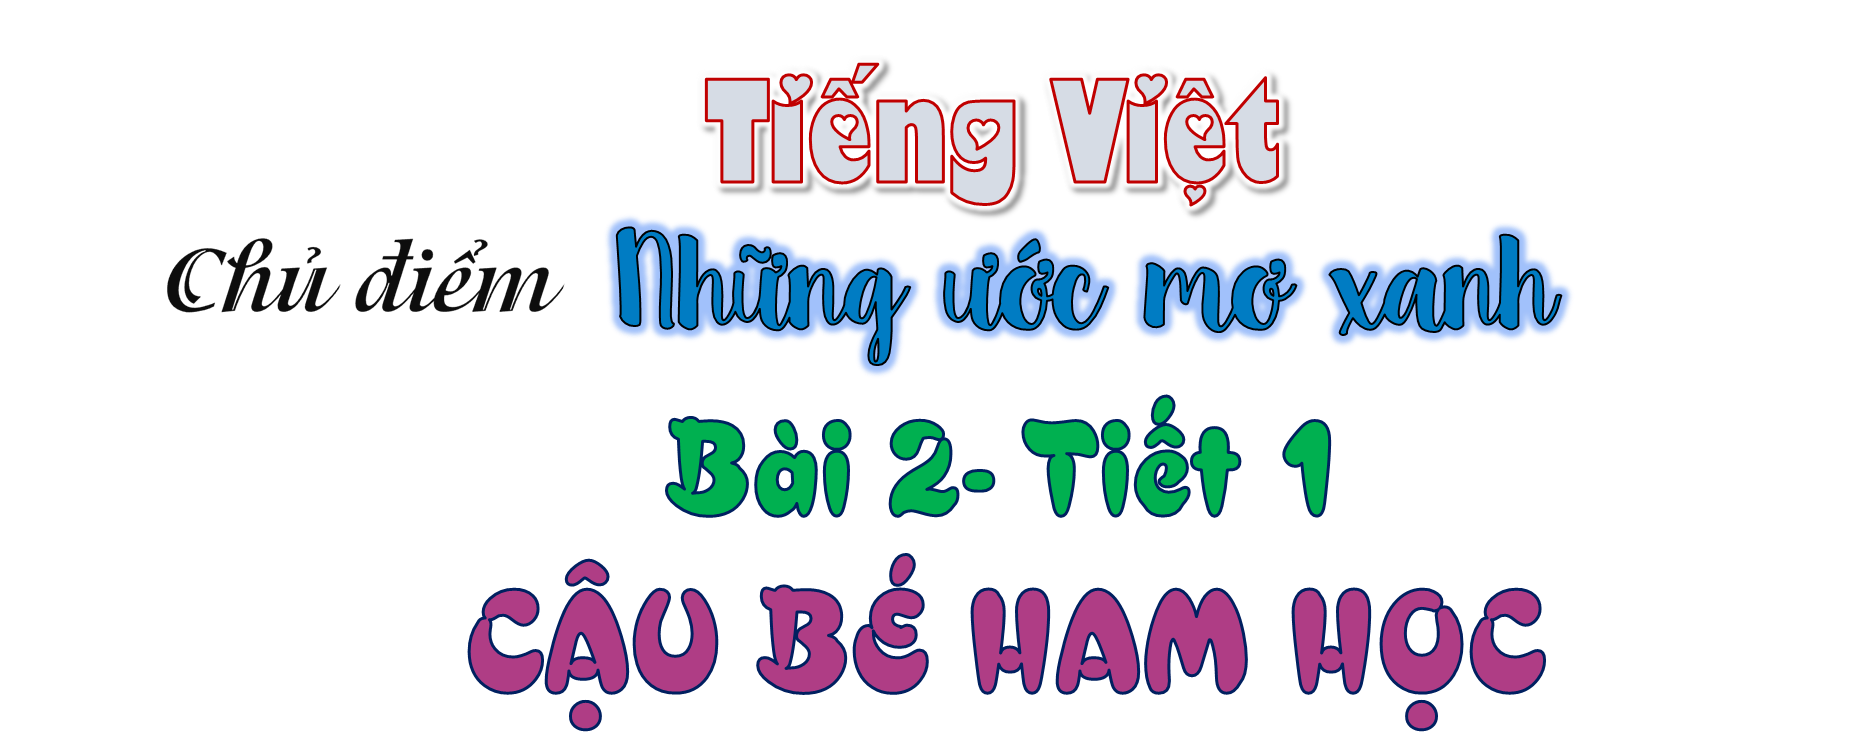 Tiếng Việt
Chủ điểm Những ước mơ xanh
Bài 2- Tiết 1
CẬU BÉ HAM HỌC